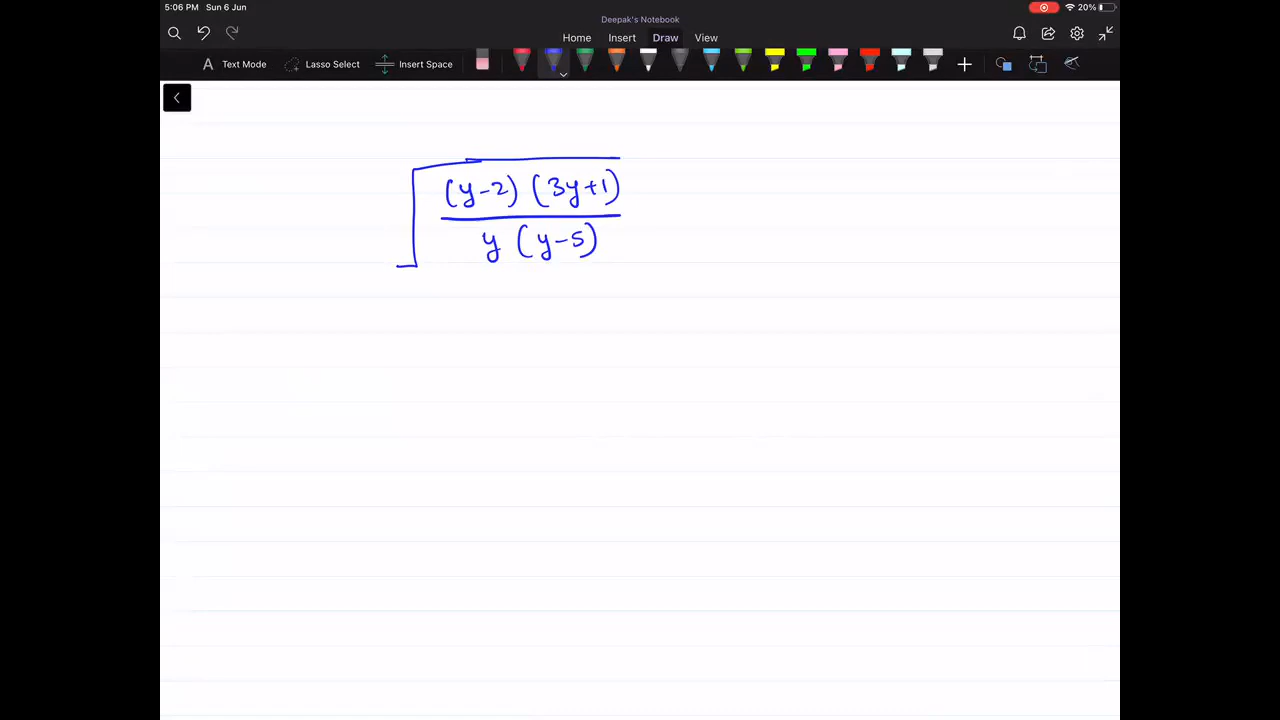 5:06 PM Sun 6 Jun 20%
Deepak's Notebook
Home Insert Draw View
A Text Mode Lasso Select Insert Space
√
(y-2) (3y+1)
y (y-5)